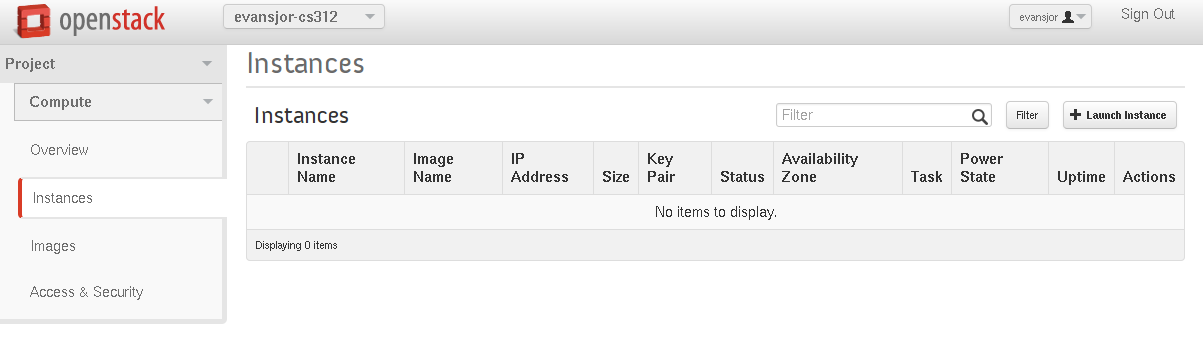 openstack
evansjor-cs312
evansjor
Sign Out
Project
Compute
Overview
Instances
Images
Access & Security
Instances
Instances
Filter
Filter
Launch Instance
Instance Name
Image Name
IP Address
Size
Key Pair
Status
Availability Zone
Task
Power State
Uptime
Actions
No items to display.
Displaying 0 items